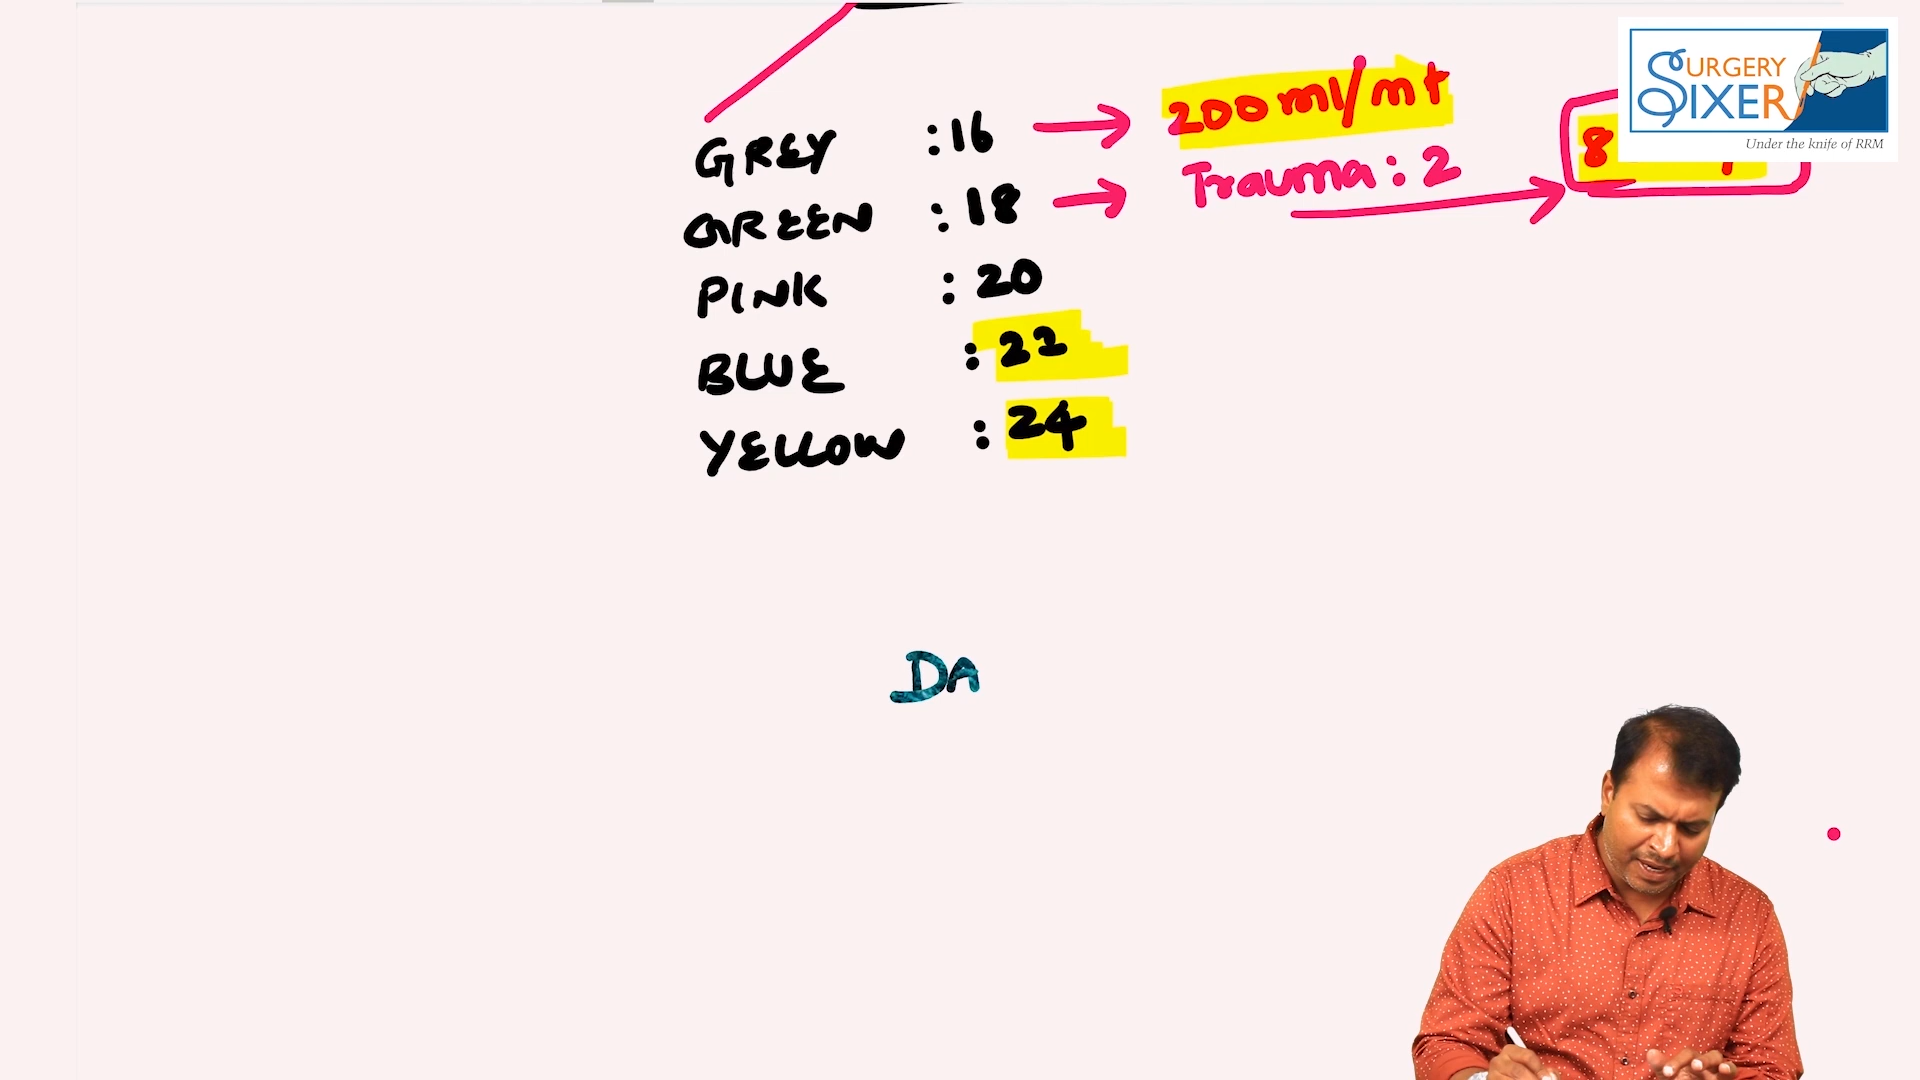 SURGERY
SIXER
Under the knife of RRM
GREY :16 → 200 ml/mt
GREEN :18 → Trauma : 2 → 8
PINK : 20
BLUE : 22
YELLOW : 24
DA